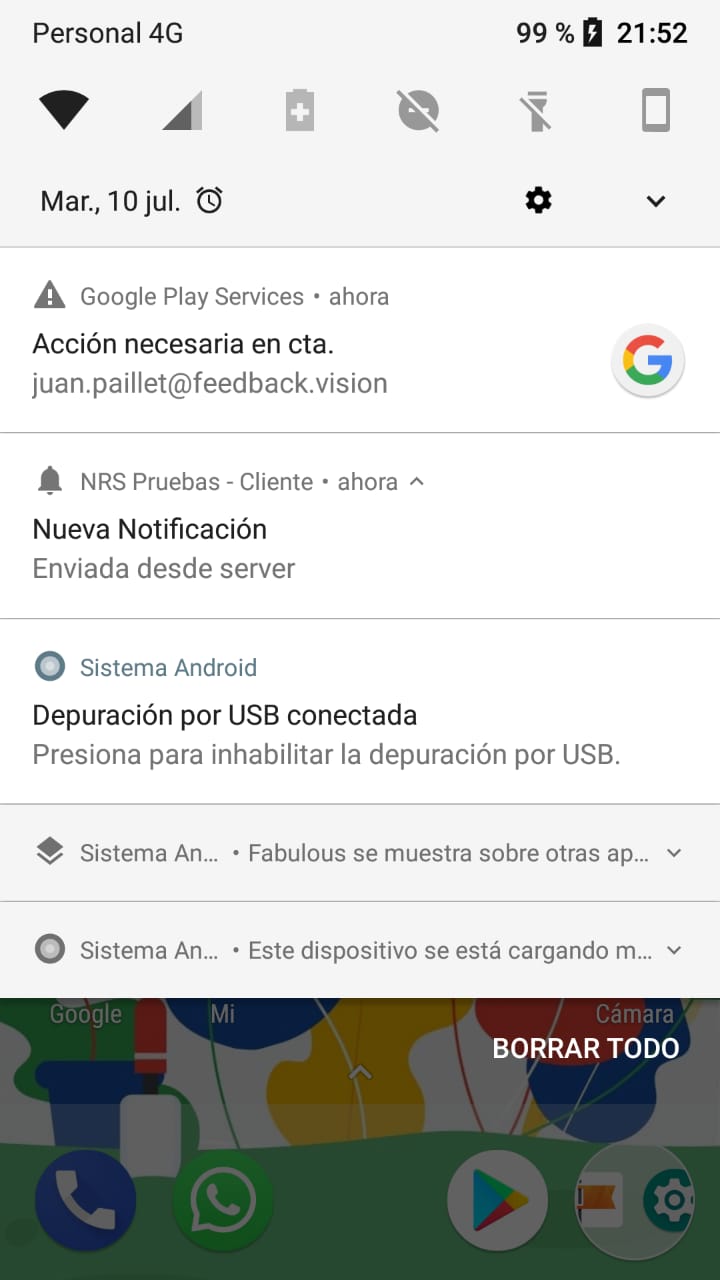 Personal 4G
99 % 21:52
Mar., 10 jul.
Google Play Services • ahora
Acción necesaria en cta.
juan.paillet@feedback.vision
NRS Pruebas - Cliente • ahora
Nueva Notificación
Enviada desde server
Sistema Android
Depuración por USB conectada
Presiona para inhabilitar la depuración por USB.
Sistema An... • Fabulous se muestra sobre otras ap...
Sistema An... • Este dispositivo se está cargando m...
Google Mi Cámara
BORRAR TODO